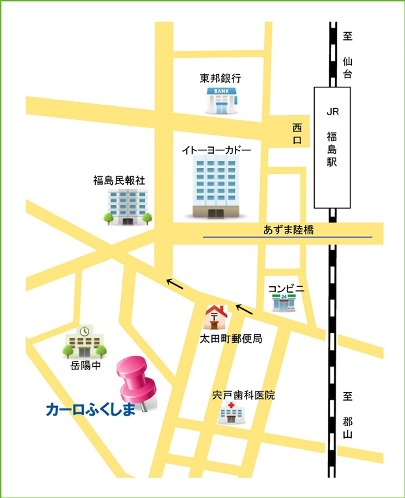 至 仙台
東邦銀行
BANK
JR 福島駅
西口
イトーヨーカドー
福島民報社
あずま陸橋
コンビニ
24
太田町郵便局
岳陽中
カーロふくしま
宍戸歯科医院
至 郡山